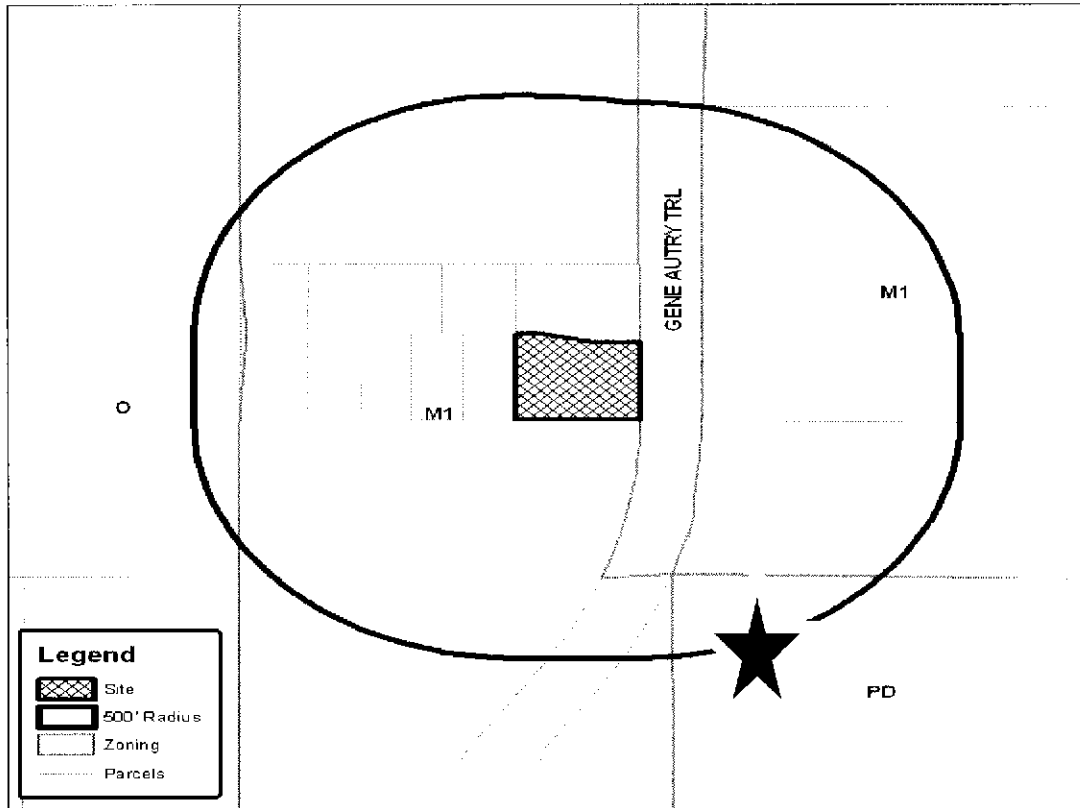 GENE AUTRY TRL
M1
O
M1
PD
Legend
Site
500' Radius
Zoning
Parcels